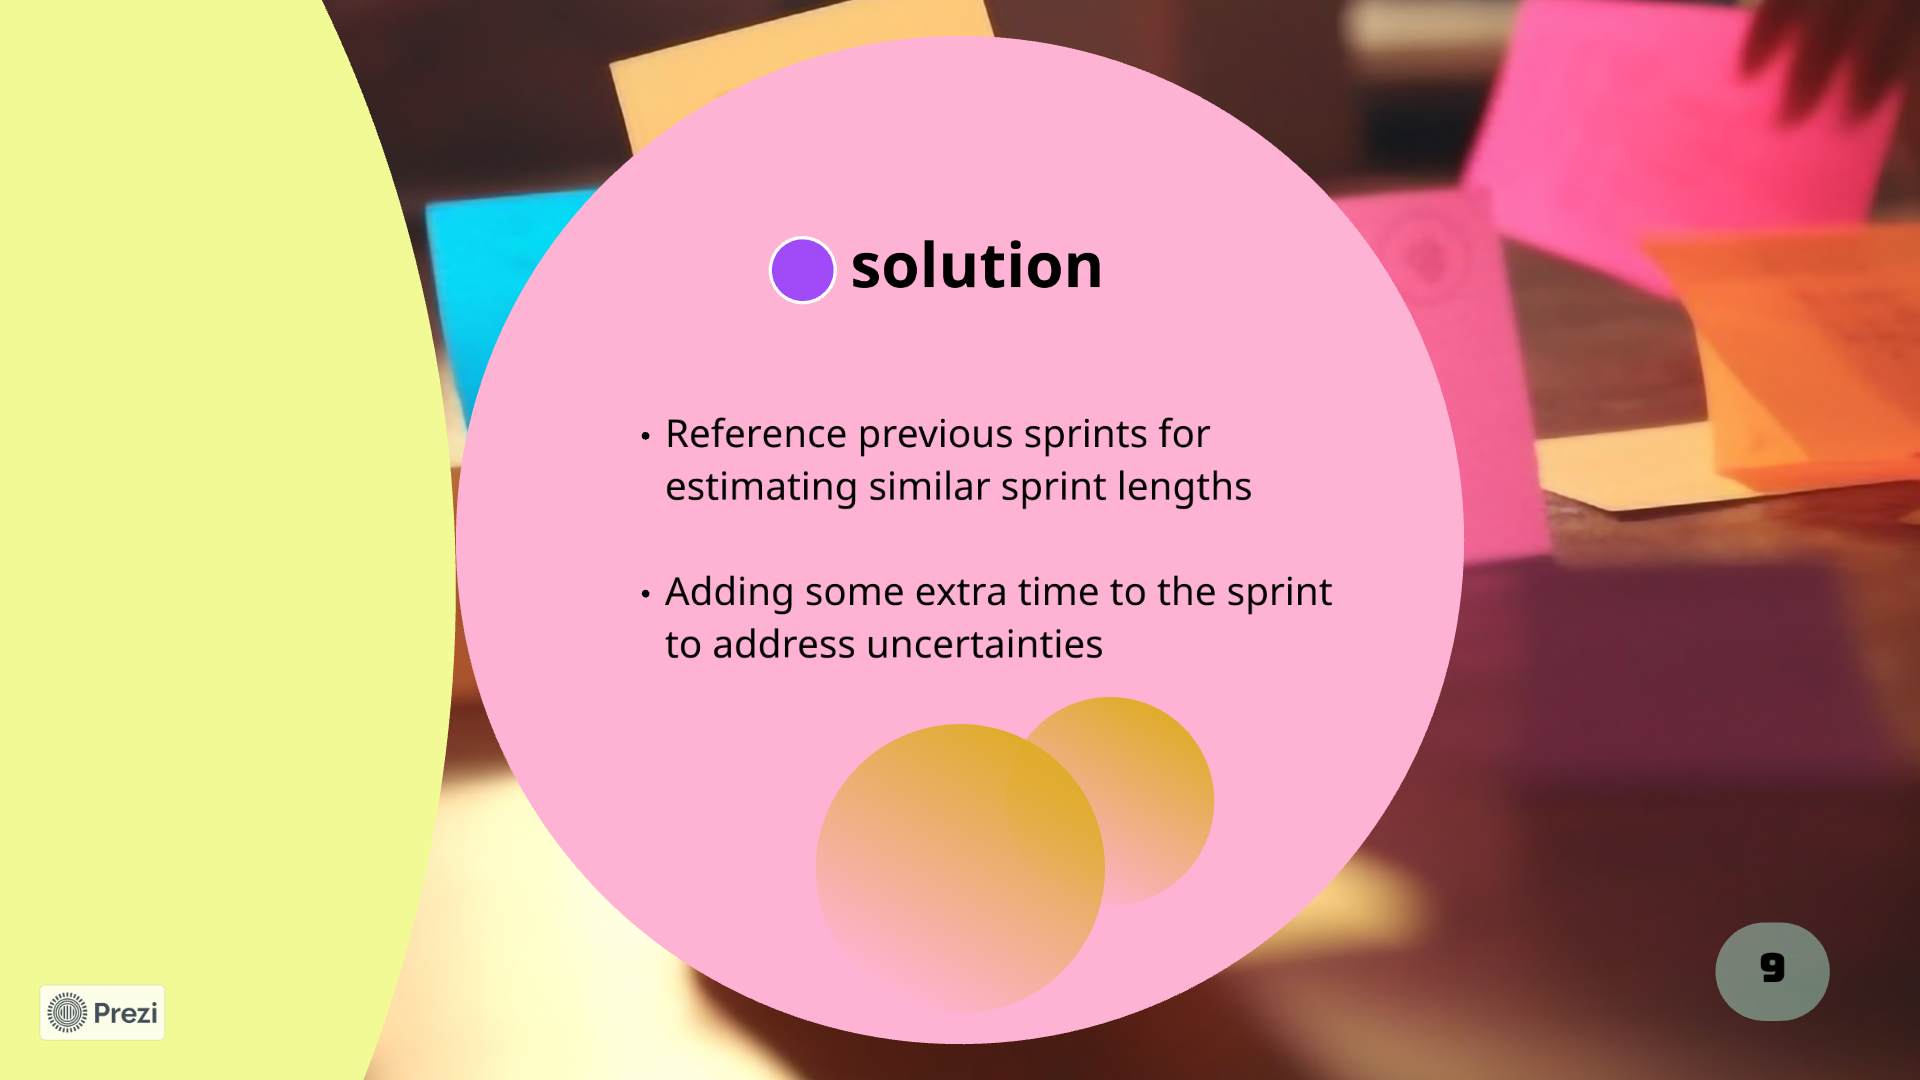 solution
• Reference previous sprints for
estimating similar sprint lengths
• Adding some extra time to the sprint
to address uncertainties
Prezi
9